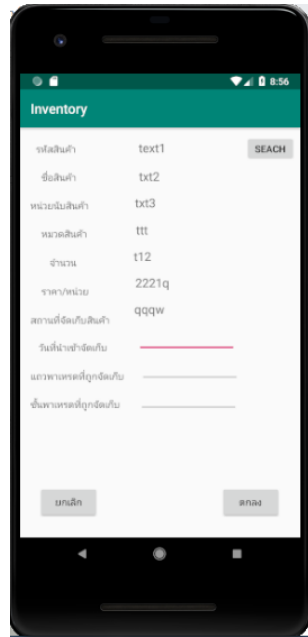 8:56
Inventory
รหัสสินค้า text1 SEACH
ชื่อสินค้า txt2
หน่วยนับสินค้า txt3
หมวดสินค้า ttt
จำนวน t12
ราคา/หน่วย 2221q
สถานที่จัดเก็บสินค้า qqqw
วันที่นำเข้าจัดเก็บ
แถวพาเหรดที่ถูกจัดเก็บ
ชั้นพาเหรดที่ถูกจัดเก็บ
ยกเลิก ตกลง